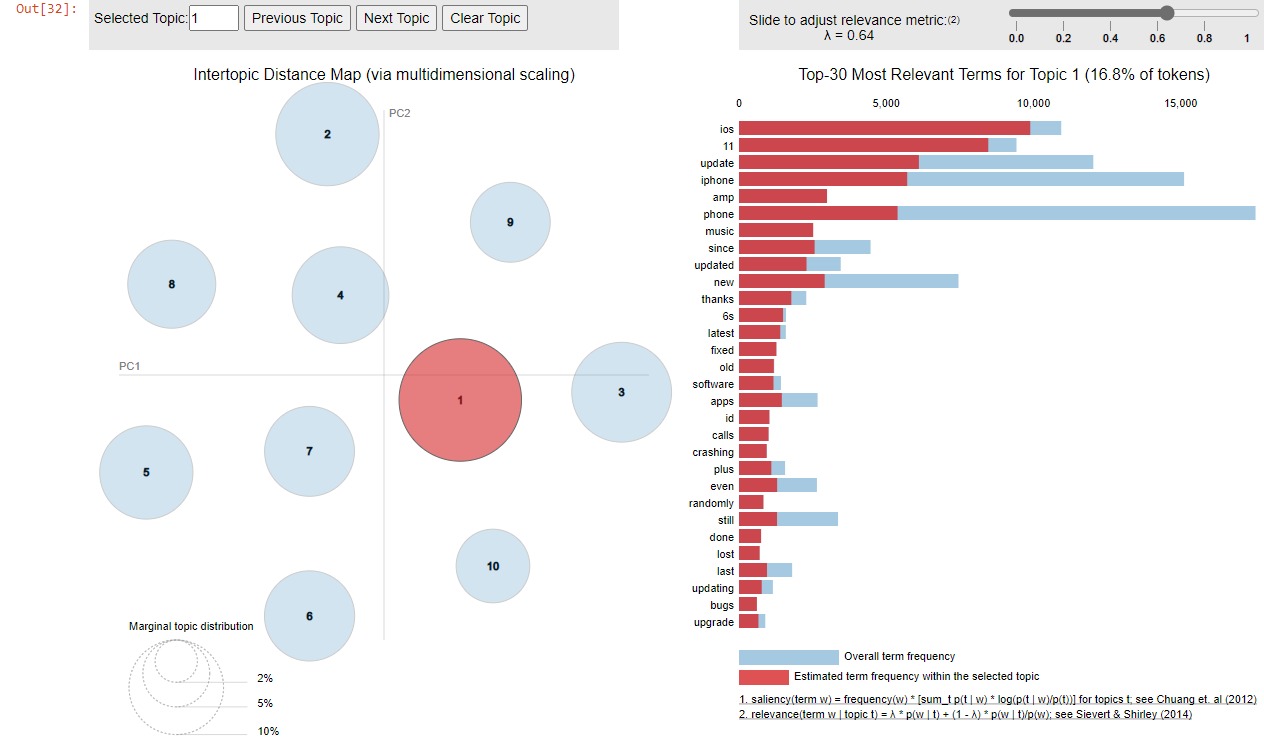 Out[32]:
Selected Topic: 1 Previous Topic Next Topic Clear Topic
Slide to adjust relevance metric:(2)
λ = 0.64
0.0 0.2 0.4 0.6 0.8 1
Intertopic Distance Map (via multidimensional scaling)
PC2
PC1
2
9
8
4
1
3
7
5
10
6
Marginal topic distribution
2%
5%
10%
Top-30 Most Relevant Terms for Topic 1 (16.8% of tokens)
0 5,000 10,000 15,000
ios
11
update
iphone
amp
phone
music
since
updated
new
thanks
6s
latest
fixed
old
software
apps
id
calls
crashing
plus
even
randomly
still
done
lost
last
updating
bugs
upgrade
Overall term frequency
Estimated term frequency within the selected topic
1. saliency(term w) = frequency(w) * [sum_t p(t | w) * log(p(t | w)/p(t))] for topics t; see Chuang et. al (2012)
2. relevance(term w | topic t) = λ * p(w | t) + (1 - λ) * p(w | t)/p(w); see Sievert & Shirley (2014)